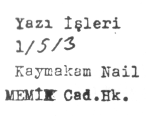 Yazı İşleri
1/5/3
Kaymakam Nail
MEMİK Cad.Hk.